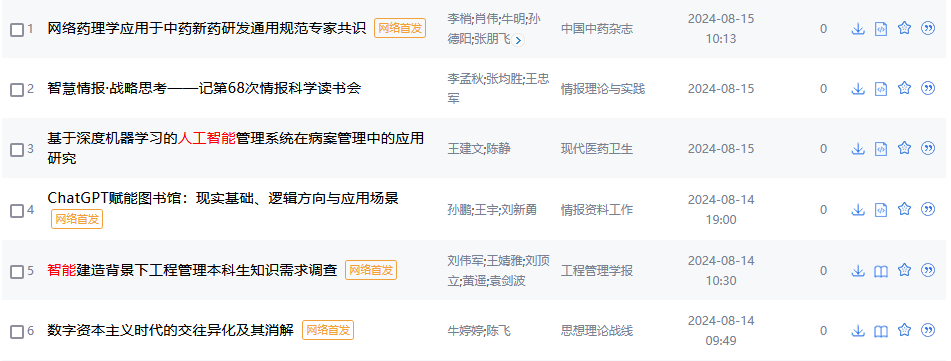 1 网络药理学应用于中药新药研发通用规范专家共识 网络首发 李梢;肖伟;牛明;孙德阳;张朋飞 中国中药杂志 2024-08-15 10:13 0
2 智慧情报·战略思考——记第68次情报科学读书会 李孟秋;张均胜;王忠军 情报理论与实践 2024-08-15 0
3 基于深度机器学习的人工智能管理系统在病案管理中的应用研究 王建文;陈静 现代医药卫生 2024-08-15 0
4 ChatGPT赋能图书馆：现实基础、逻辑方向与应用场景 网络首发 孙鹏;王宇;刘新勇 情报资料工作 2024-08-14 19:00 0
5 智能建造背景下工程管理本科生知识需求调查 网络首发 刘伟军;王婧雅;刘顶立;黄遥;袁剑波 工程管理学报 2024-08-14 10:30 0
6 数字资本主义时代的交往异化及其消解 网络首发 牛婷婷;陈飞 思想理论战线 2024-08-14 09:49 0